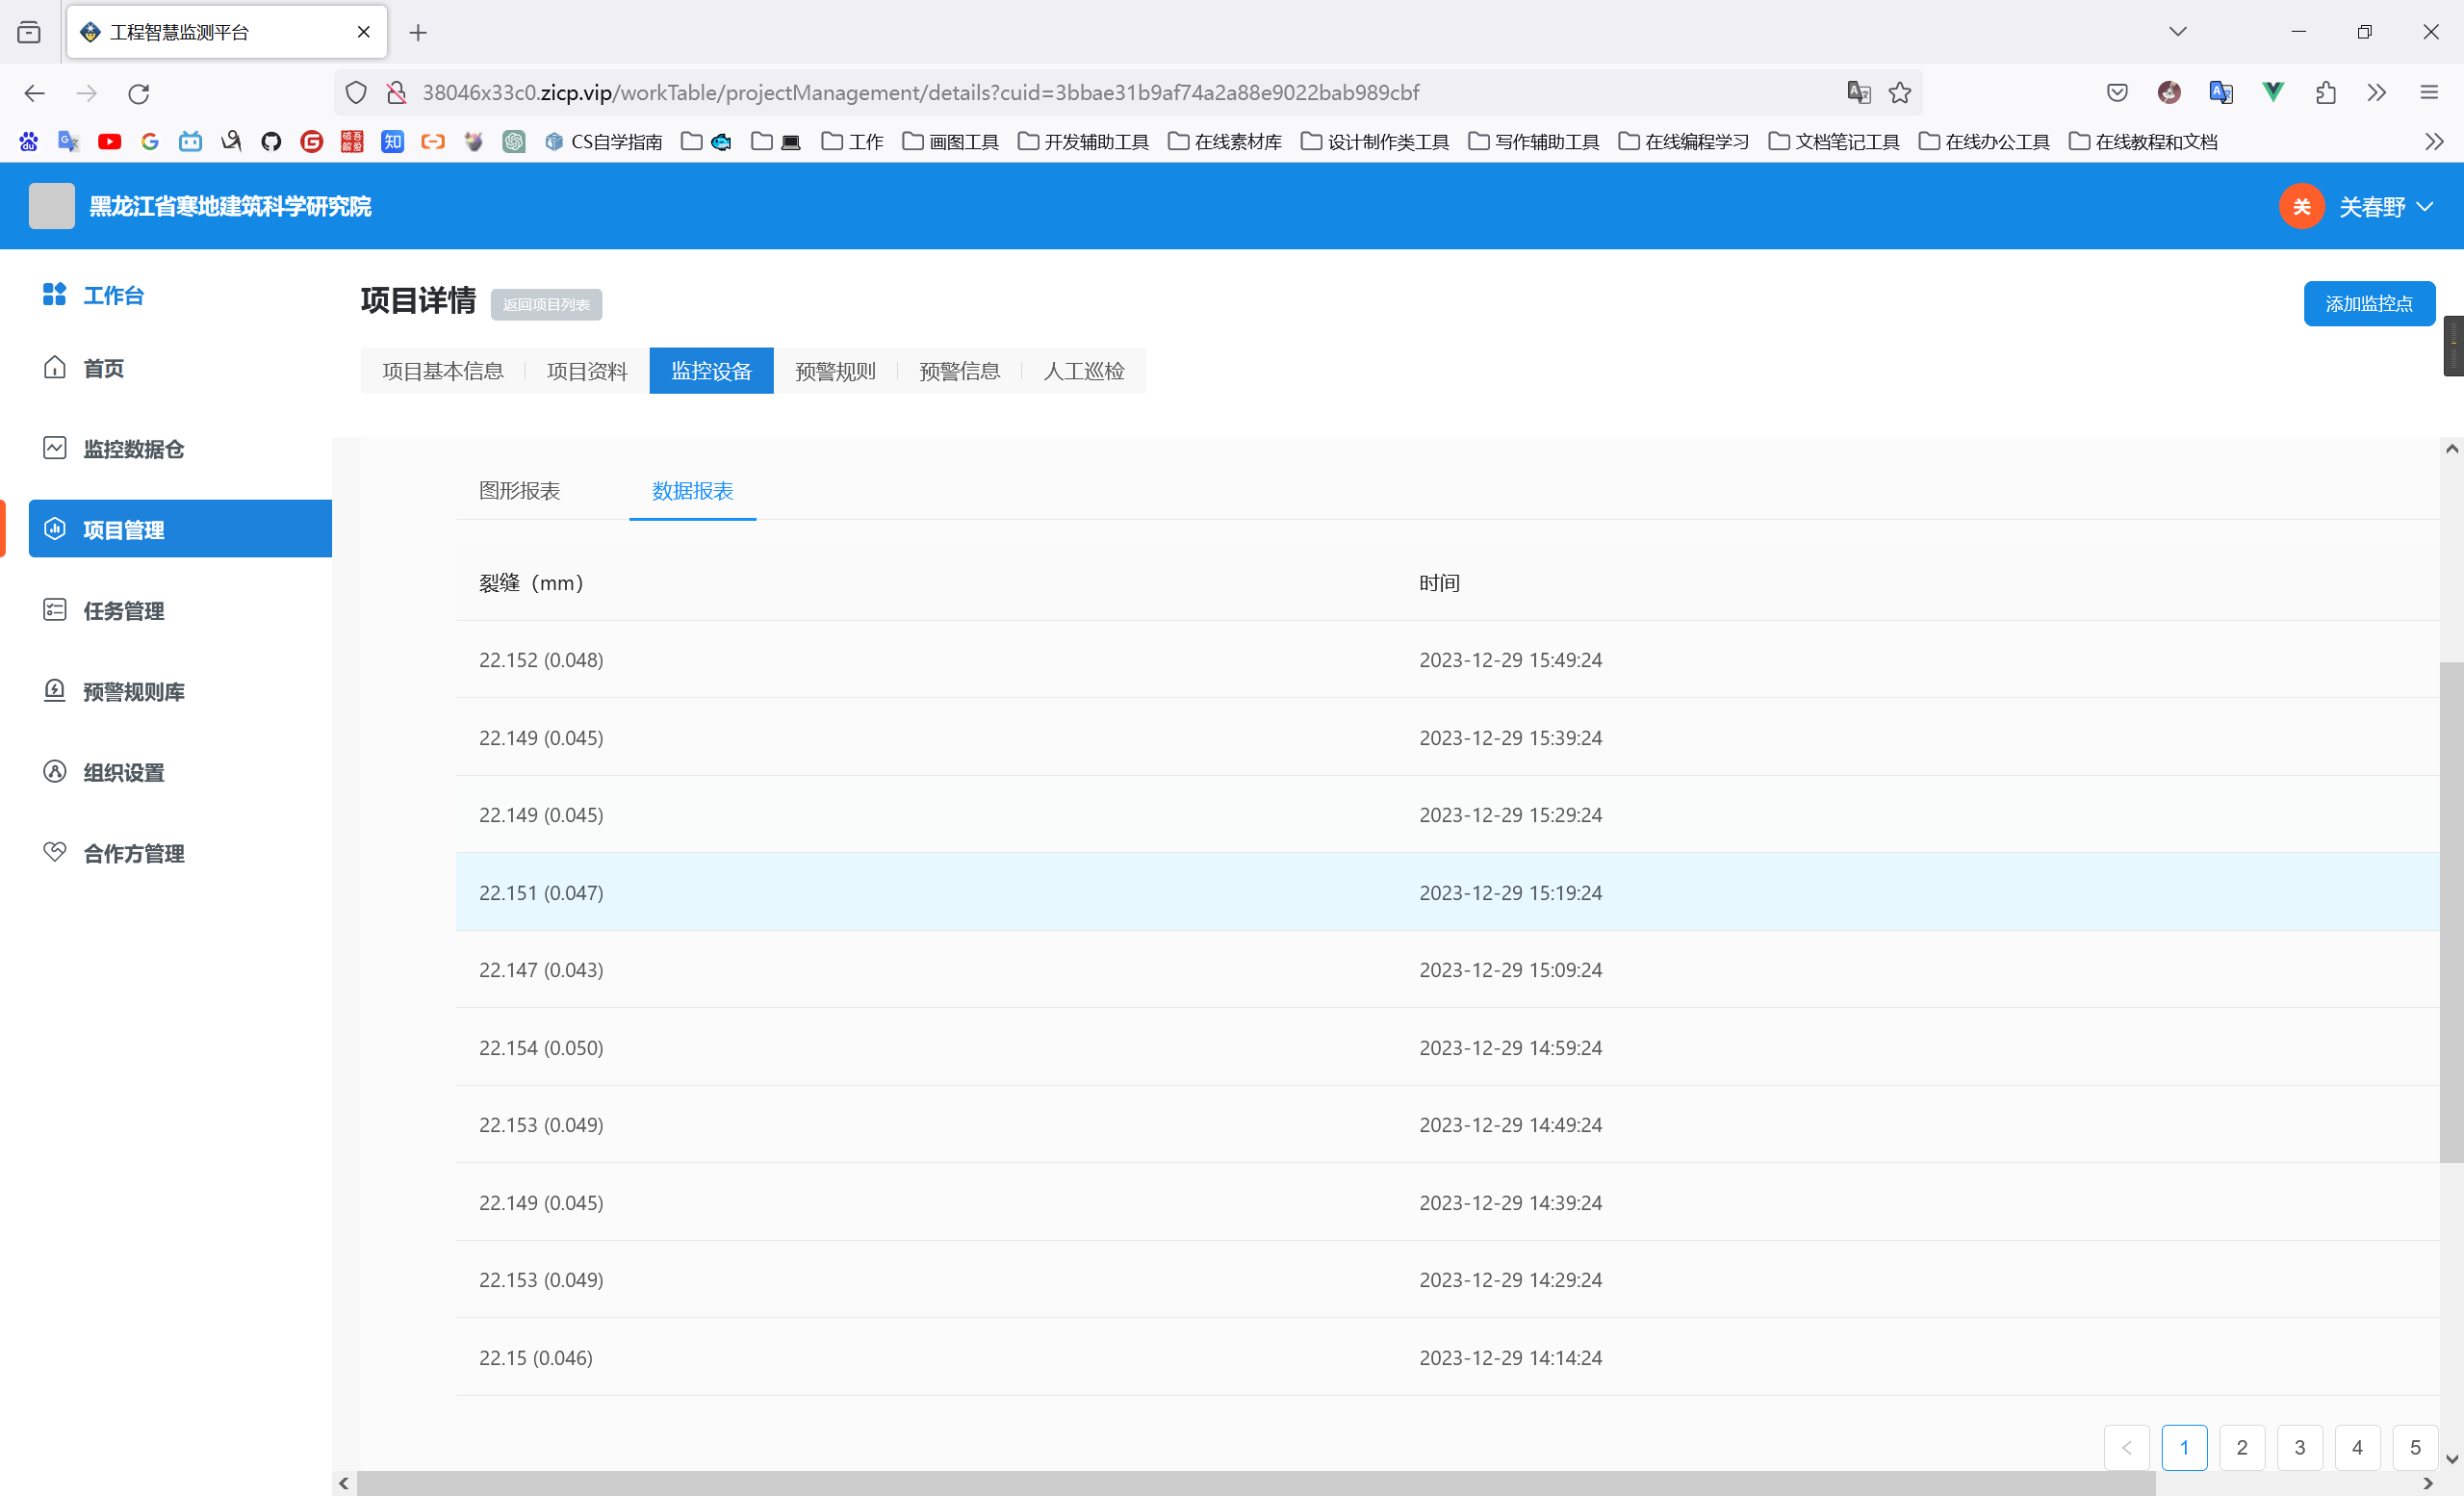 工程智慧监测平台
38046x33c0.zicp.vip/workTable/projectManagement/details?cuid=3bbae31b9af74a2a88e9022bab989cbf
CS自学指南 工作 画图工具 开发辅助工具 在线素材库 设计制作类工具 写作辅助工具 在线编程学习 文档笔记工具 在线办公工具 在线教程和文档
黑龙江省寒地建筑科学研究院
关 关春野
工作台
首页
监控数据仓
项目管理
任务管理
预警规则库
组织设置
合作方管理
项目详情 返回项目列表
添加监控点
项目基本信息 项目资料 监控设备 预警规则 预警信息 人工巡检
图形报表 数据报表
裂缝（mm） 时间
22.152 (0.048) 2023-12-29 15:49:24
22.149 (0.045) 2023-12-29 15:39:24
22.149 (0.045) 2023-12-29 15:29:24
22.151 (0.047) 2023-12-29 15:19:24
22.147 (0.043) 2023-12-29 15:09:24
22.154 (0.050) 2023-12-29 14:59:24
22.153 (0.049) 2023-12-29 14:49:24
22.149 (0.045) 2023-12-29 14:39:24
22.153 (0.049) 2023-12-29 14:29:24
22.15 (0.046) 2023-12-29 14:14:24
1 2 3 4 5